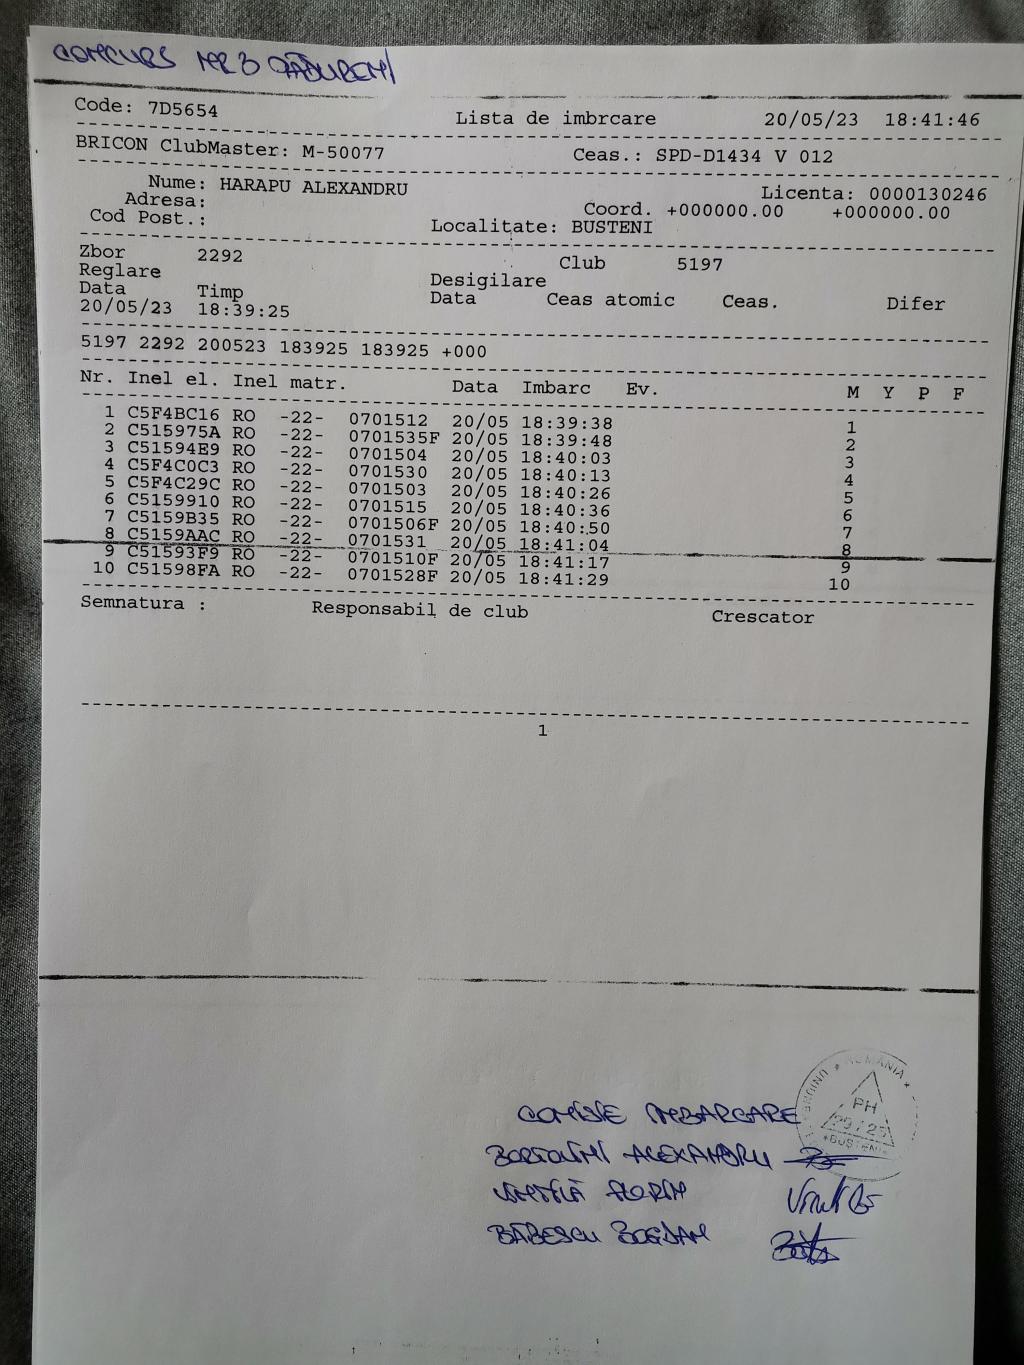 CONCURS NR 3 PĂDURENI
Code: 7D5654 Lista de imbrcare 20/05/23 18:41:46
BRICON ClubMaster: M-50077 Ceas.: SPD-D1434 V 012
Nume: HARAPU ALEXANDRU Licenta: 0000130246
Adresa: Coord. +000000.00 +000000.00
Cod Post.: Localitate: BUSTENI
Zbor 2292 Club 5197
Reglare Desigilare
Data Timp Data Ceas atomic Ceas. Difer
20/05/23 18:39:25
5197 2292 200523 183925 183925 +000
Nr. Inel el. Inel matr. Data Imbarc Ev. M Y P F
1 C5F4BC16 RO -22- 0701512 20/05 18:39:38 1
2 C515975A RO -22- 0701535F 20/05 18:39:48 2
3 C51594E9 RO -22- 0701504 20/05 18:40:03 3
4 C5F4C0C3 RO -22- 0701530 20/05 18:40:13 4
5 C5F4C29C RO -22- 0701503 20/05 18:40:26 5
6 C5159910 RO -22- 0701515 20/05 18:40:36 6
7 C5159B35 RO -22- 0701506F 20/05 18:40:50 7
8 C5159AAC RO -22- 0701531 20/05 18:41:04 8
9 C51593F9 RO -22- 0701510F 20/05 18:41:17 9
10 C51598FA RO -22- 0701528F 20/05 18:41:29 10
Semnatura : Responsabil de club Crescator
1
ROMANIA
PH
BUSTENI
COMISIE IMBARCARE
ALEXANDRU
FLORIN
BĂBESCU BOGDAN